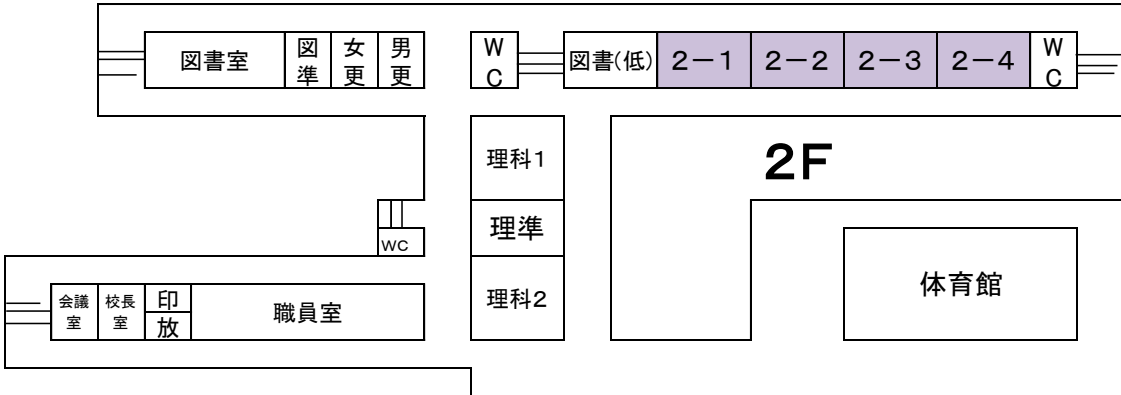 図書室
図
準
女
更
男
更
W
C
図書(低)
2－1
2－2
2－3
2－4
W
C
理科1
2F
理準
WC
会議
室
校長
室
印
放
職員室
理科2
体育館